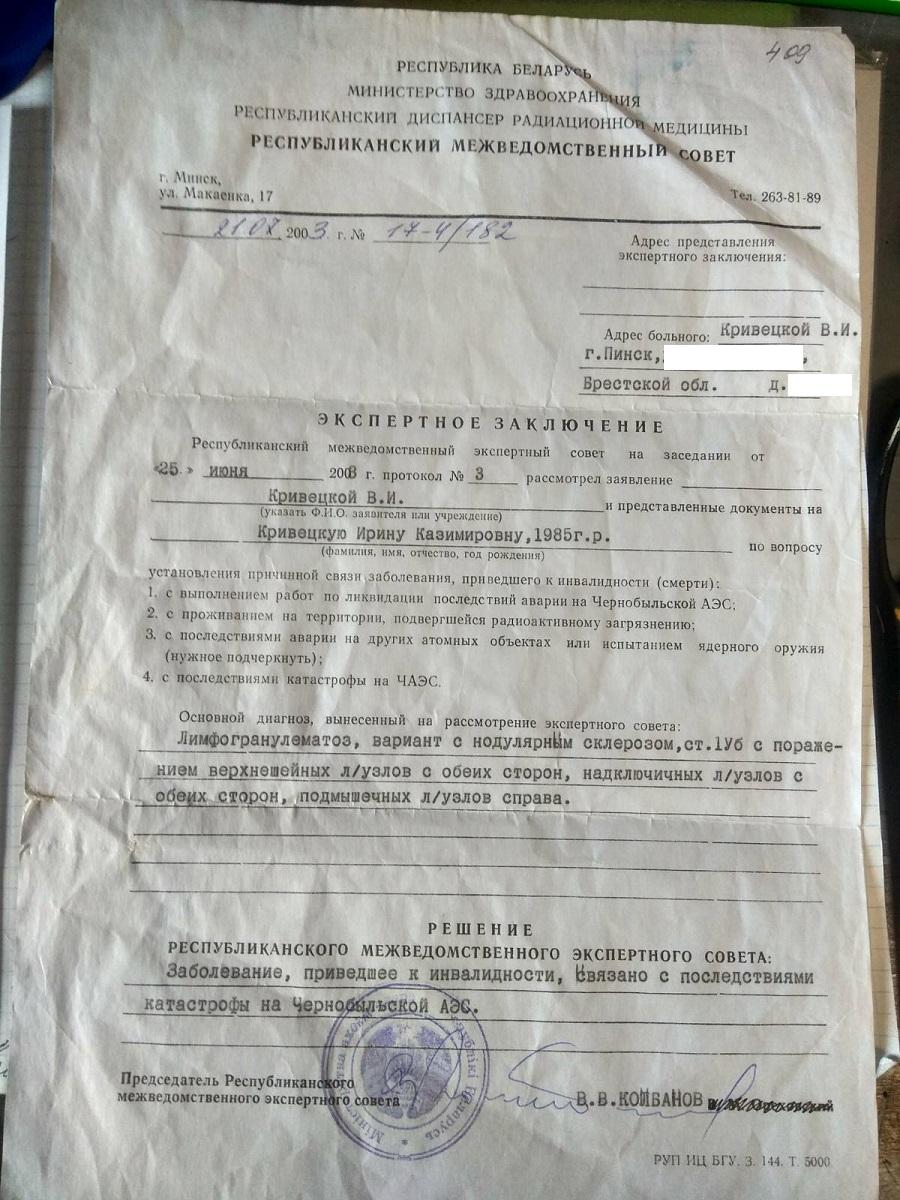 409
РЕСПУБЛИКА БЕЛАРУСЬ
МИНИСТЕРСТВО ЗДРАВООХРАНЕНИЯ
РЕСПУБЛИКАНСКИЙ ДИСПАНСЕР РАДИАЦИОННОЙ МЕДИЦИНЫ
РЕСПУБЛИКАНСКИЙ МЕЖВЕДОМСТВЕННЫЙ СОВЕТ
г. Минск,
ул. Макаенка, 17
Тел. 263-81-89
21.07 2003 г. № 17-4/182
Адрес представления
экспертного заключения:
Адрес больного: Кривецкой В.И.
г.Пинск, ,
Брестской обл. д.
ЭКСПЕРТНОЕ ЗАКЛЮЧЕНИЕ
Республиканский межведомственный экспертный совет на заседании от
«25» июня 2003 г. протокол № 3 рассмотрел заявление
Кривецкой В.И. и представленные документы на
(указать Ф.И.О. заявителя или учреждение)
Кривецкую Ирину Казимировну,1985г.р. по вопросу
(фамилия, имя, отчество, год рождения)
установления причинной связи заболевания, приведшего к инвалидности (смерти):
1. с выполнением работ по ликвидации последствий аварии на Чернобыльской АЭС;
2. с проживанием на территории, подвергшейся радиоактивному загрязнению;
3. с последствиями аварии на других атомных объектах или испытанием ядерного оружия
(нужное подчеркнуть);
4. с последствиями катастрофы на ЧАЭС.
Основной диагноз, вынесенный на рассмотрение экспертного совета:
Лимфогранулематоз, вариант с нодулярным склерозом,ст.1Уб с пораже-
нием верхнешейных л/узлов с обеих сторон, надключичных л/узлов с
обеих сторон, подмышечных л/узлов справа.
РЕШЕНИЕ
РЕСПУБЛИКАНСКОГО МЕЖВЕДОМСТВЕННОГО ЭКСПЕРТНОГО СОВЕТА:
Заболевание, приведшее к инвалидности, связано с последствиями
катастрофы на Чернобыльской АЭС.
Председатель Республиканского
межведомственного экспертного совета В.В.КОЛБАНОВ
РУП ИЦ БГУ. З. 144. Т. 5000